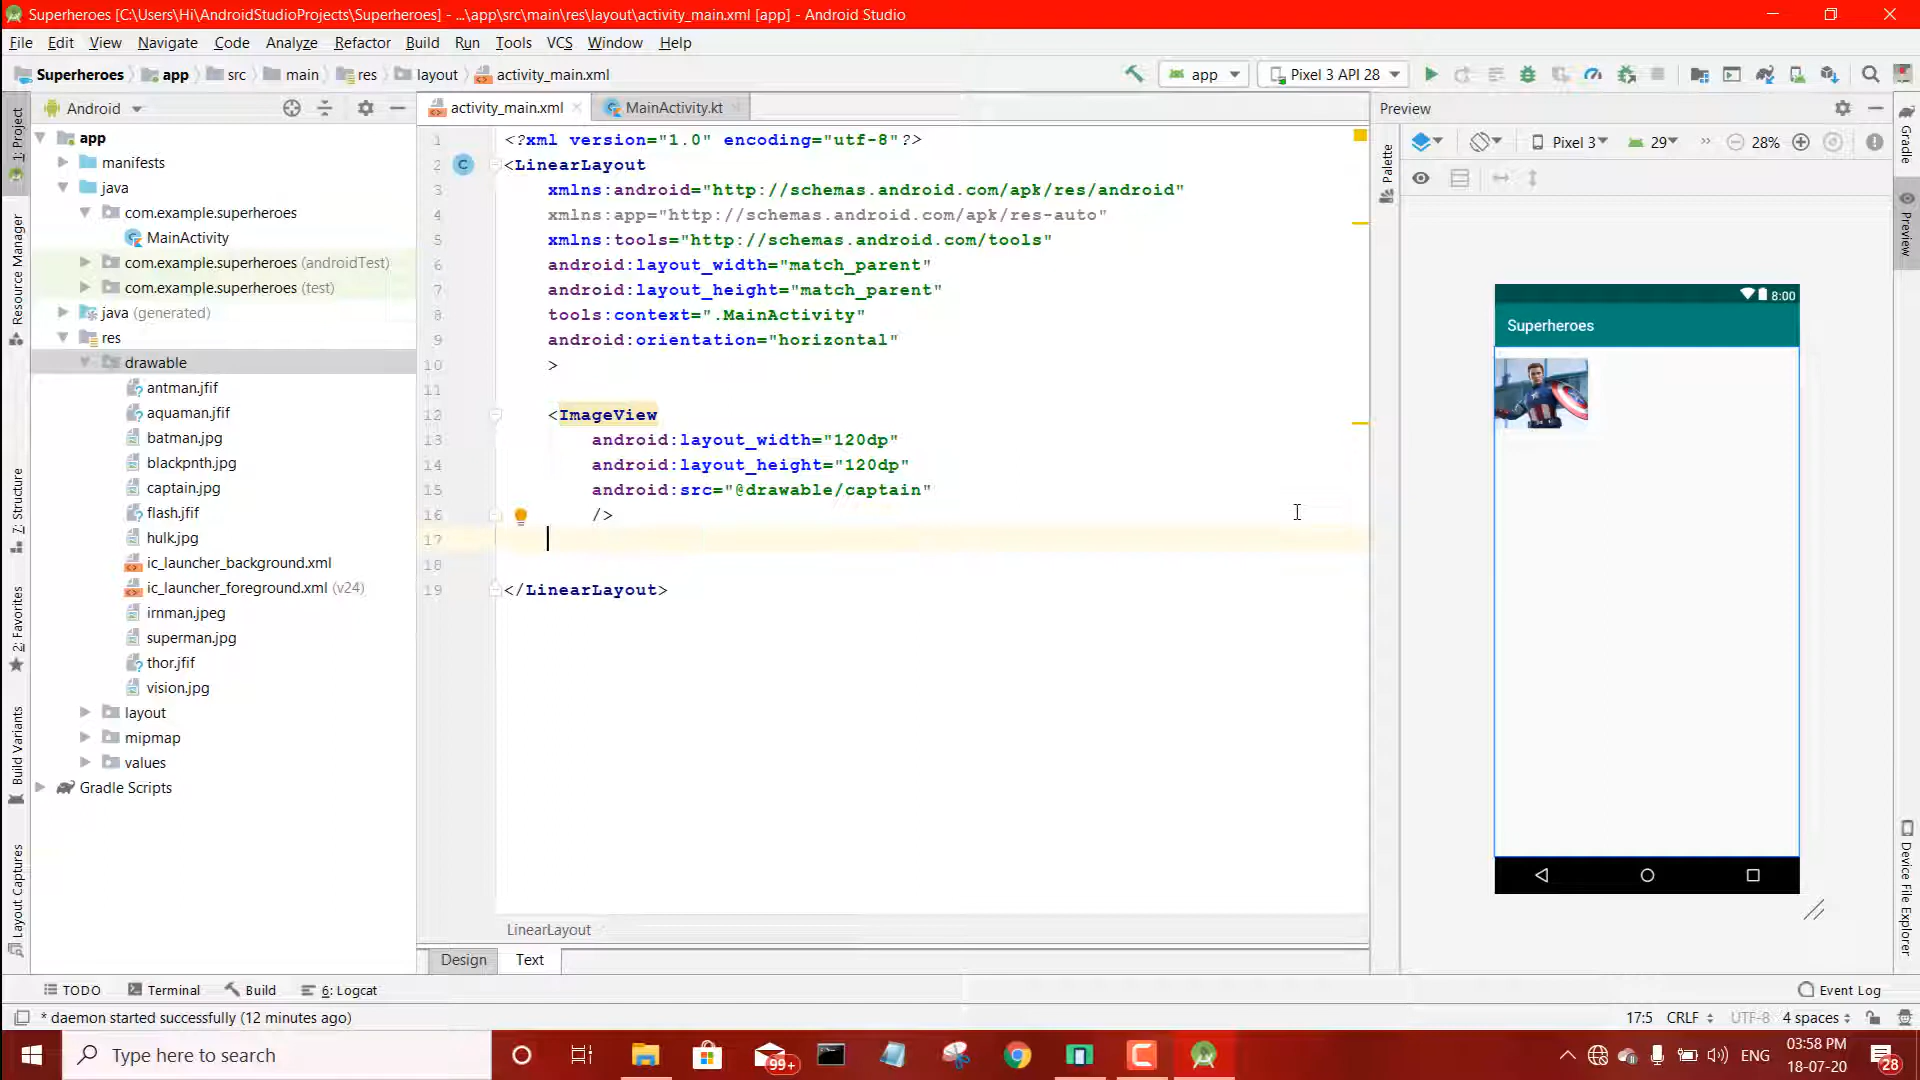 Superheroes [C:\Users\Hi\AndroidStudioProjects\Superheroes] - ...\app\src\main\res\layout\activity_main.xml [app] - Android Studio
File Edit View Navigate Code Analyze Refactor Build Run Tools VCS Window Help
Superheroes app src main res layout activity_main.xml app Pixel 3 API 28
Android activity_main.xml MainActivity.kt Preview
1: Project
Resource Manager
7: Structure
2: Favorites
Build Variants
Layout Captures
app
manifests
java
com.example.superheroes
MainActivity
com.example.superheroes (androidTest)
com.example.superheroes (test)
java (generated)
res
drawable
antman.jfif
aquaman.jfif
batman.jpg
blackpnth.jpg
captain.jpg
flash.jfif
hulk.jpg
ic_launcher_background.xml
ic_launcher_foreground.xml (v24)
irnman.jpeg
superman.jpg
thor.jfif
vision.jpg
layout
mipmap
values
Gradle Scripts
1 <?xml version="1.0" encoding="utf-8"?>
2 C <LinearLayout
3 xmlns:android="http://schemas.android.com/apk/res/android"
4 xmlns:app="http://schemas.android.com/apk/res-auto"
5 xmlns:tools="http://schemas.android.com/tools"
6 android:layout_width="match_parent"
7 android:layout_height="match_parent"
8 tools:context=".MainActivity"
9 android:orientation="horizontal"
10 >
11
12 <ImageView
13 android:layout_width="120dp"
14 android:layout_height="120dp"
15 android:src="@drawable/captain"
16 />
17
18
19 </LinearLayout>
LinearLayout
Design Text
Palette
Pixel 3 29 » 28%
8:00
Superheroes
Gradle
Preview
Device File Explorer
TODO Terminal Build 6: Logcat Event Log
* daemon started successfully (12 minutes ago) 17:5 CRLF UTF-8 4 spaces
Type here to search 99+ ENG 03:58 PM
18-07-20 28